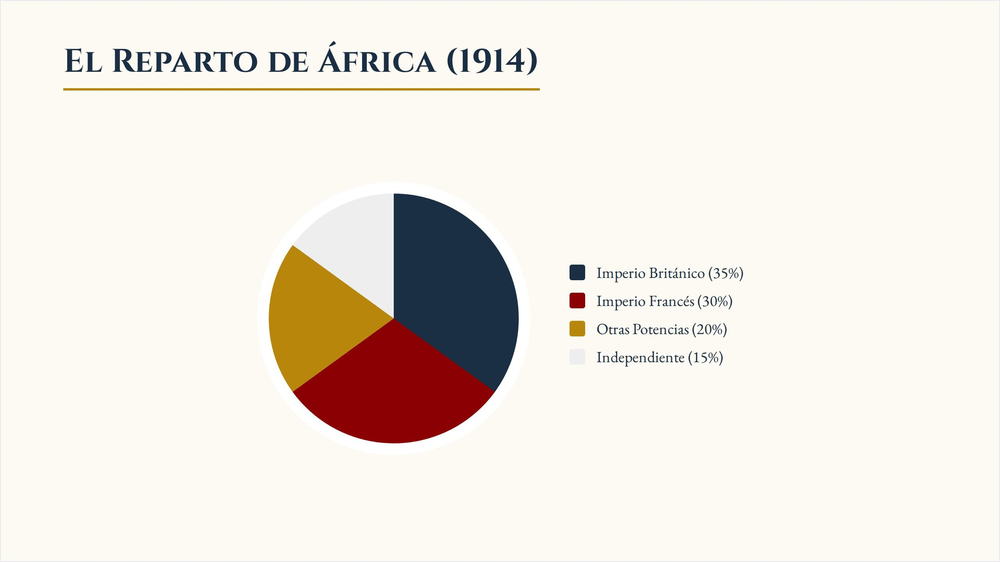 El Reparto de África (1914)
Imperio Británico (35%)
Imperio Francés (30%)
Otras Potencias (20%)
Independiente (15%)